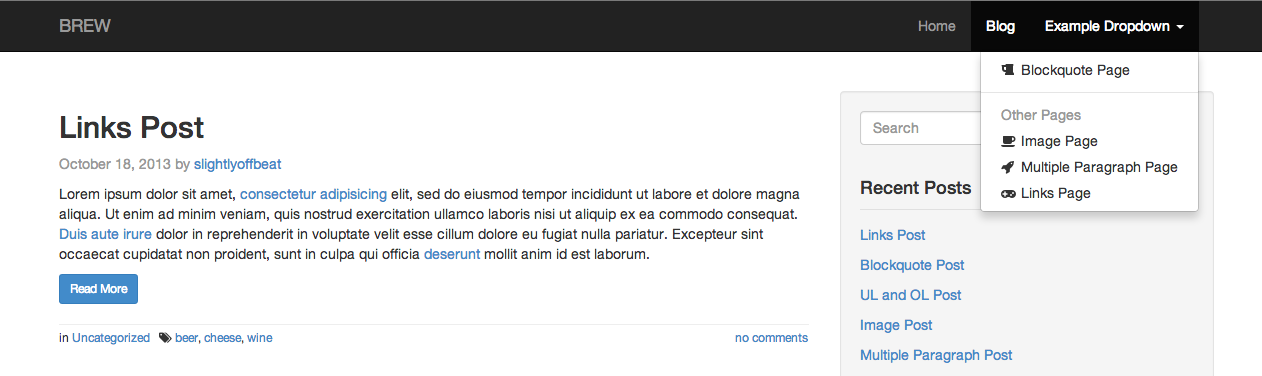 BREW
Home Blog Example Dropdown
Blockquote Page
Other Pages
Image Page
Multiple Paragraph Page
Links Page
Links Post
October 18, 2013 by slightlyoffbeat
Lorem ipsum dolor sit amet, consectetur adipisicing elit, sed do eiusmod tempor incididunt ut labore et dolore magna
aliqua. Ut enim ad minim veniam, quis nostrud exercitation ullamco laboris nisi ut aliquip ex ea commodo consequat.
Duis aute irure dolor in reprehenderit in voluptate velit esse cillum dolore eu fugiat nulla pariatur. Excepteur sint
occaecat cupidatat non proident, sunt in culpa qui officia deserunt mollit anim id est laborum.
Read More
in Uncategorized beer, cheese, wine
no comments
Search
Recent Posts
Links Post
Blockquote Post
UL and OL Post
Image Post
Multiple Paragraph Post